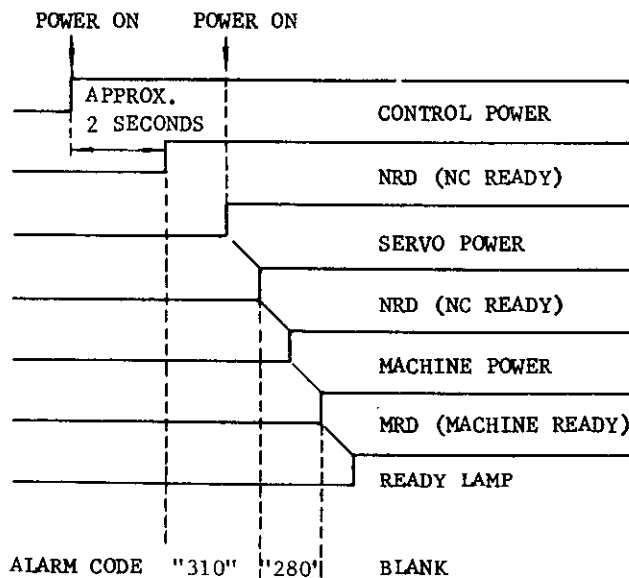 POWER ON POWER ON
APPROX.
2 SECONDS
CONTROL POWER
NRD (NC READY)
SERVO POWER
NRD (NC READY)
MACHINE POWER
MRD (MACHINE READY)
READY LAMP
ALARM CODE "310" "280' BLANK